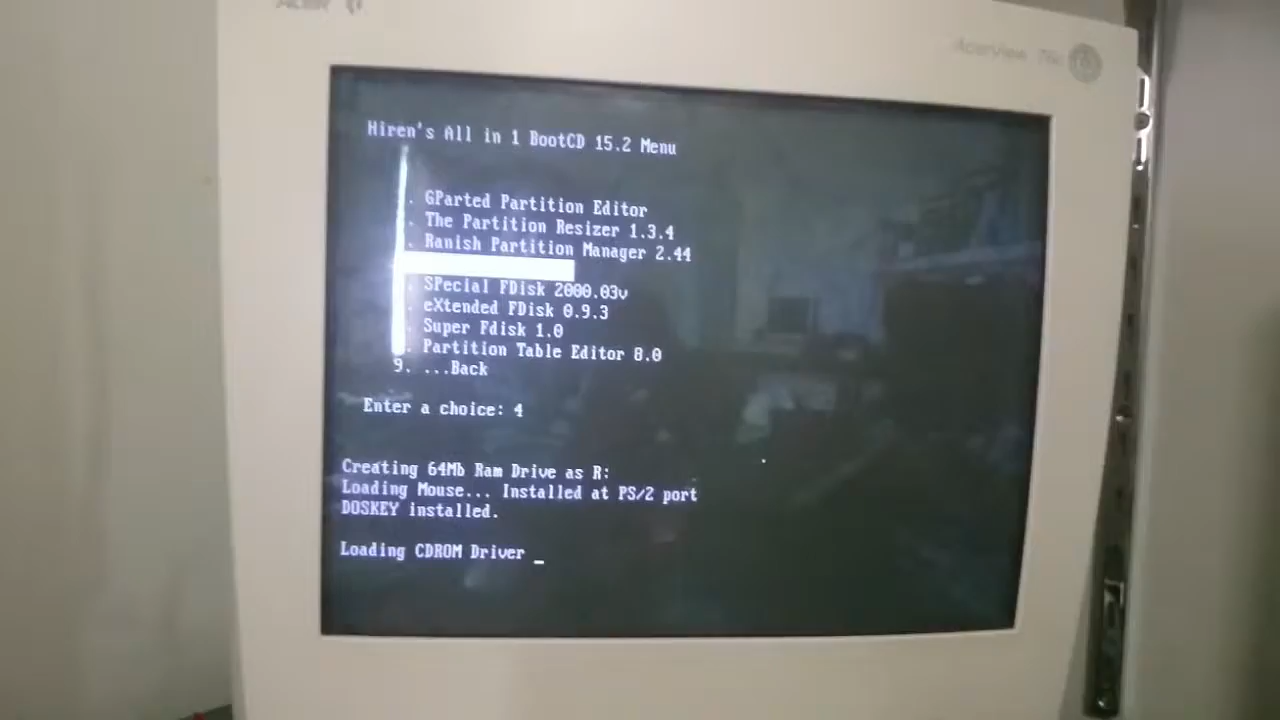 Acer
AcerView
Hiren's All in 1 BootCD 15.2 Menu
. GParted Partition Editor
. The Partition Resizer 1.3.4
. Ranish Partition Manager 2.44
. SPecial FDisk 2000.03v
. eXtended FDisk 0.9.3
. Super Fdisk 1.0
. Partition Table Editor 8.0
9. ...Back
Enter a choice: 4
Creating 64Mb Ram Drive as R:
Loading Mouse... Installed at PS/2 port
DOSKEY installed.
Loading CDROM Driver _